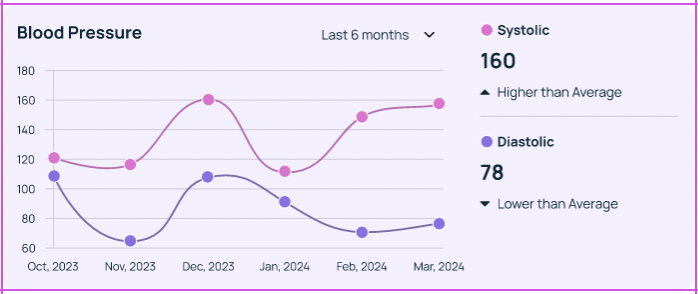 Blood Pressure
Last 6 months
180
160
140
120
100
80
60
Oct, 2023 Nov, 2023 Dec, 2023 Jan, 2024 Feb, 2024 Mar, 2024
Systolic
160
Higher than Average
Diastolic
78
Lower than Average